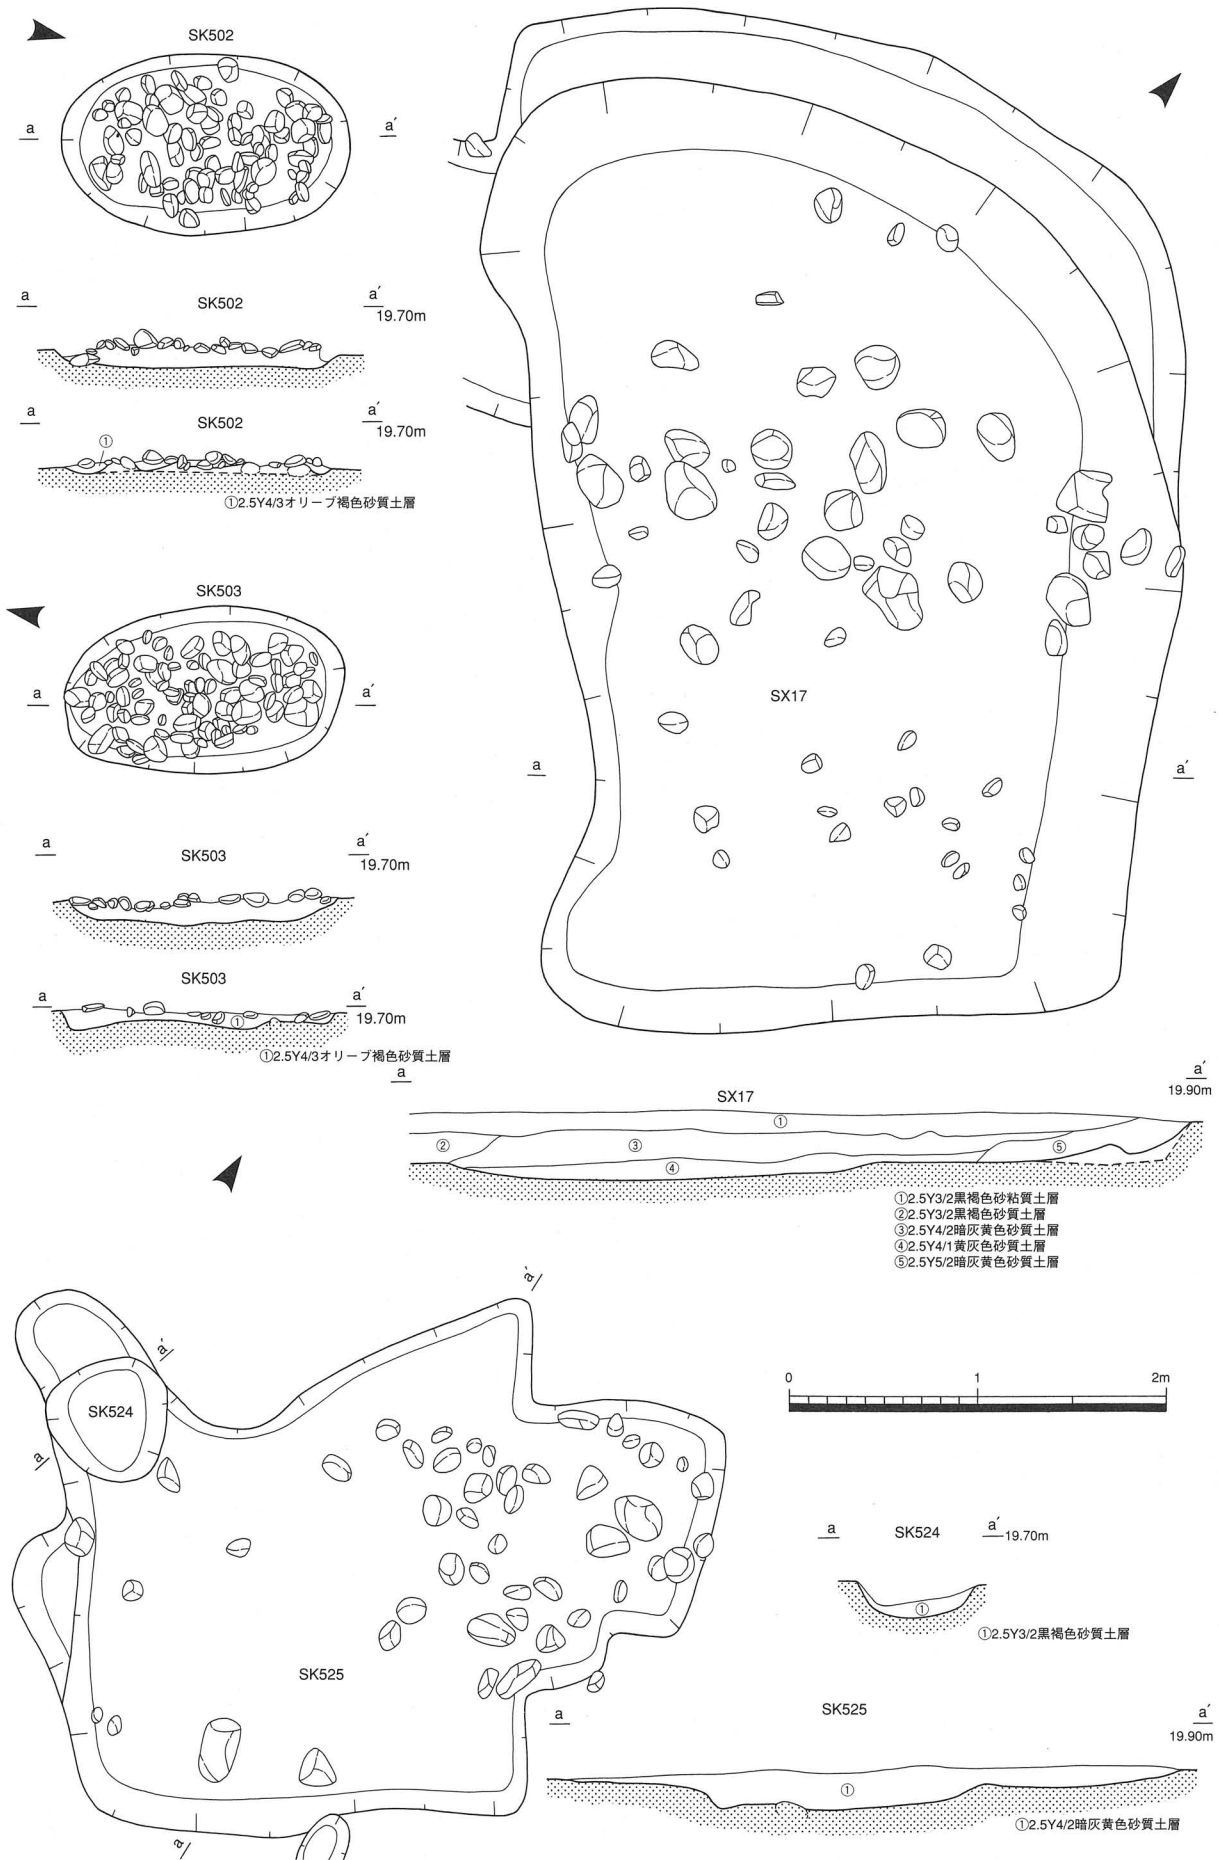 SK502
a a′
SK502
a a′
19.70m
SK502
a a′
19.70m
①
①2.5Y4/3オリーブ褐色砂質土層
SK503
a a′
SK503
a a′
19.70m
SK503
a a′
19.70m
①
①2.5Y4/3オリーブ褐色砂質土層
SX17
a a′
SX17
a a′
19.90m
①
②
③
④
⑤
①2.5Y3/2黒褐色砂粘質土層
②2.5Y3/2黒褐色砂質土層
③2.5Y4/2暗灰黄色砂質土層
④2.5Y4/1黄灰色砂質土層
⑤2.5Y5/2暗灰黄色砂質土層
a′
a′
SK524
a
SK525
a
0 1 2m
SK524
a a′
19.70m
①
①2.5Y3/2黒褐色砂質土層
SK525
a a′
19.90m
①
①2.5Y4/2暗灰黄色砂質土層